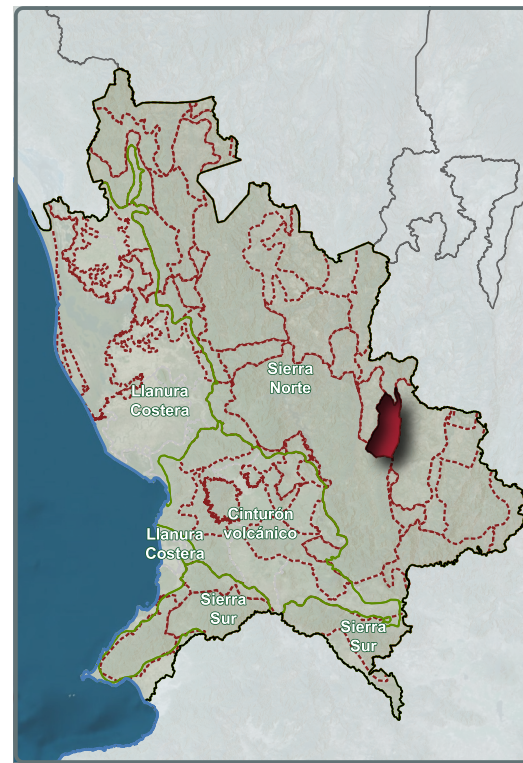 Sierra
Norte
Llanura
Costera
Cinturón
volcánico
Llanura
Costera
Sierra
Sur
Sierra
Sur